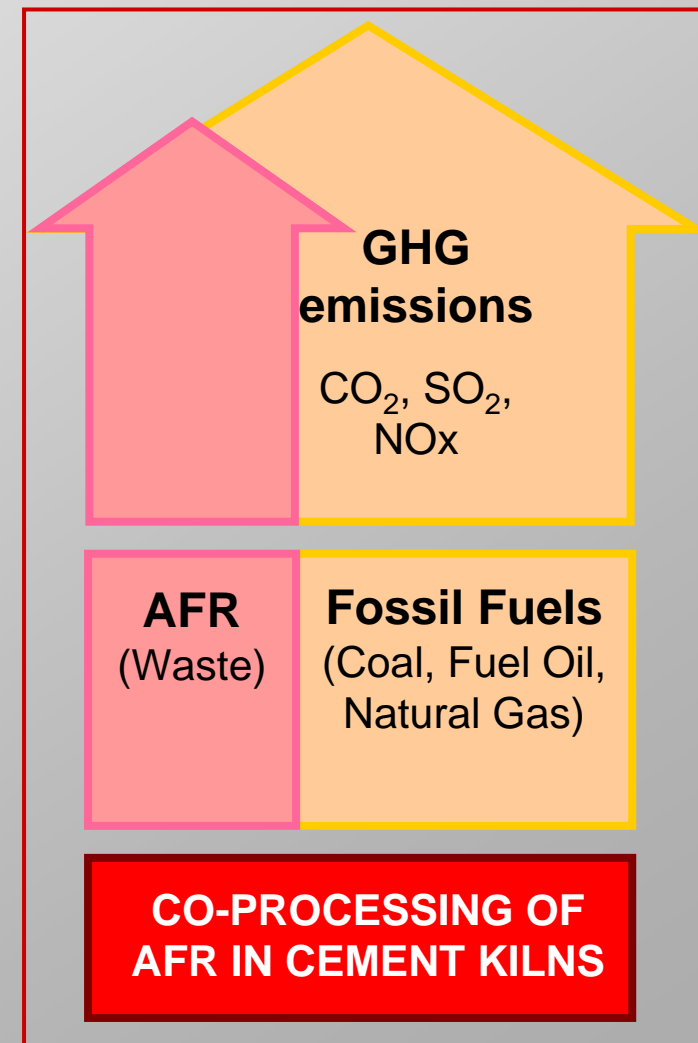 GHG
emissions
CO₂, SO₂,
NOx
AFR
(Waste)
Fossil Fuels
(Coal, Fuel Oil,
Natural Gas)
CO-PROCESSING OF
AFR IN CEMENT KILNS